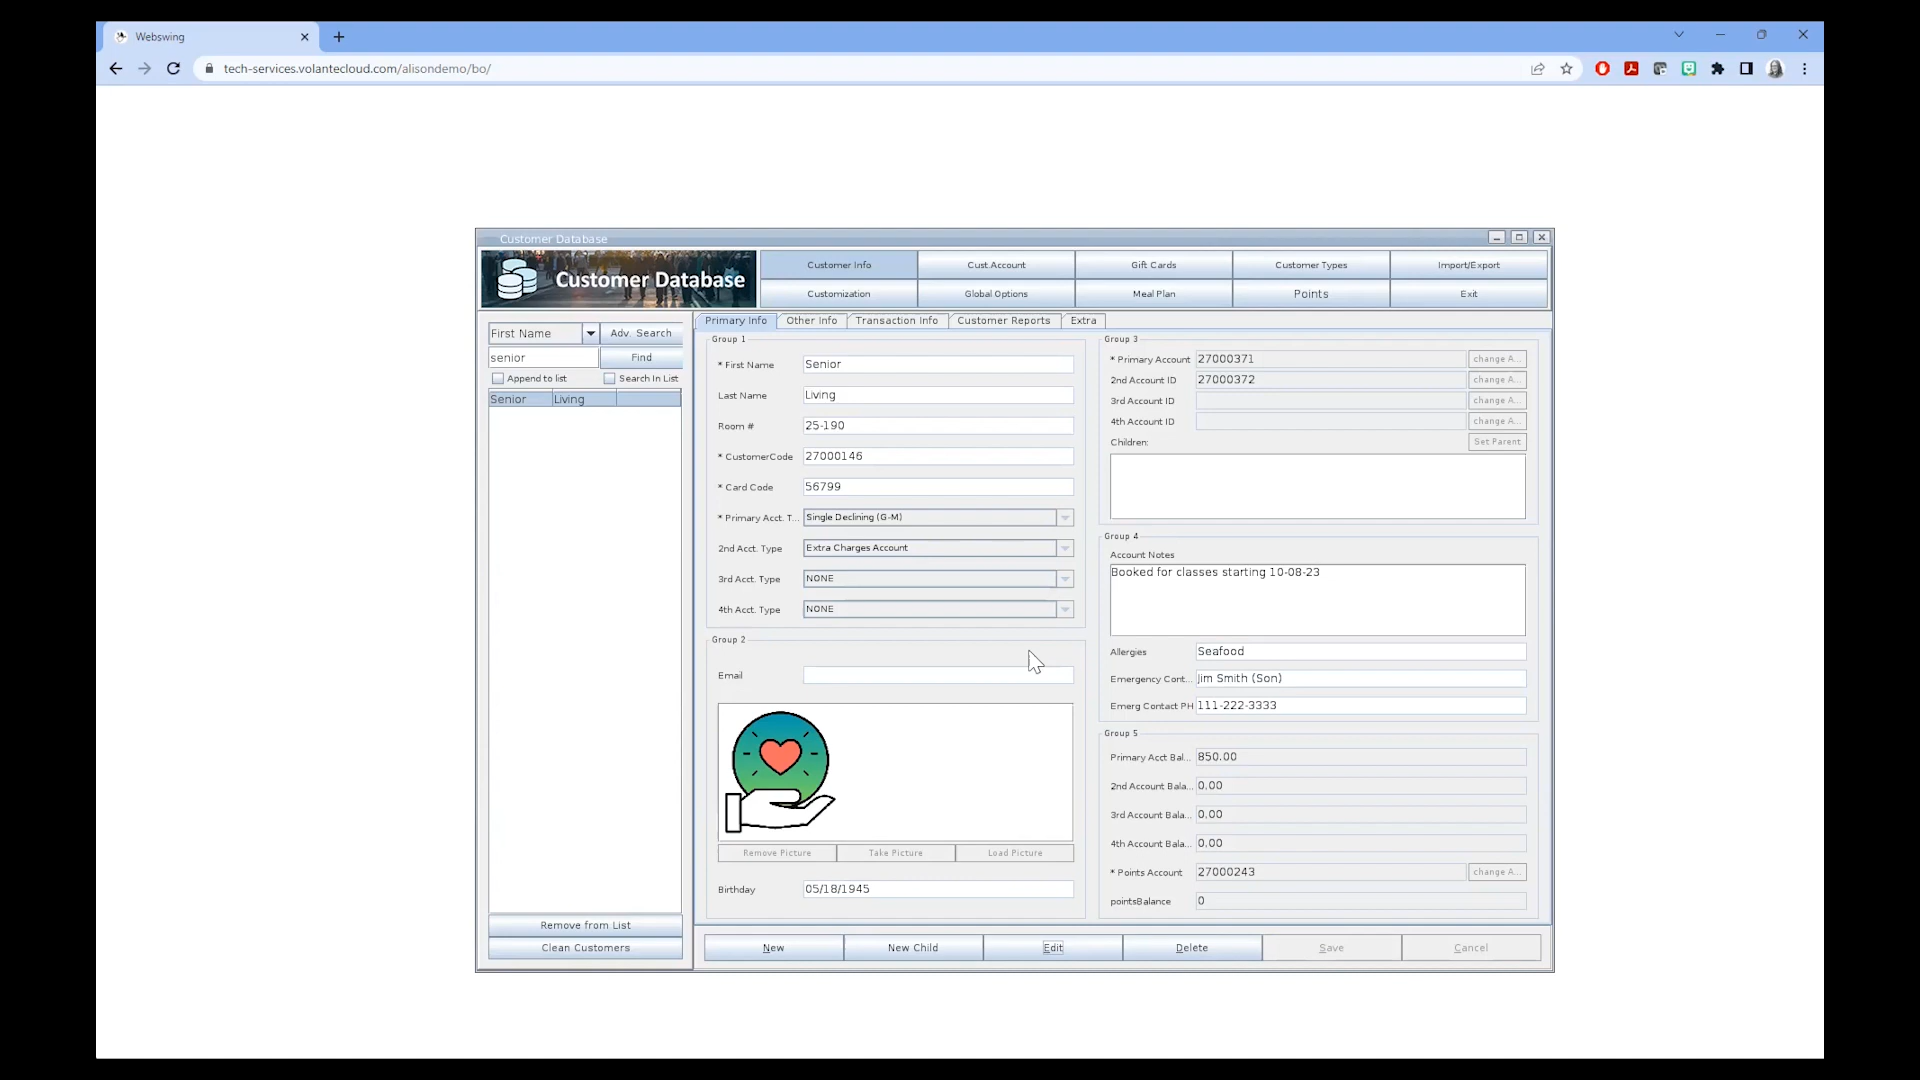 Webswing
tech-services.volantecloud.com/alisondemo/bo/
Customer Database
Customer Database
Customer Info
Cust.Account
Gift Cards
Customer Types
Import/Export
Customization
Global Options
Meal Plan
Points
Exit
First Name
Adv. Search
senior
Find
Append to list
Search In List
Senior Living
Remove from List
Clean Customers
Primary Info
Other Info
Transaction Info
Customer Reports
Extra
Group 1
* First Name Senior
Last Name Living
Room # 25-190
* CustomerCode 27000146
* Card Code 56799
* Primary Acct. T... Single Declining (G-M)
2nd Acct. Type Extra Charges Account
3rd Acct. Type NONE
4th Acct. Type NONE
Group 2
Email
Remove Picture
Take Picture
Load Picture
Birthday 05/18/1945
Group 3
* Primary Account 27000371 change A...
2nd Account ID 27000372 change A...
3rd Account ID change A...
4th Account ID change A...
Children: Set Parent
Group 4
Account Notes
Booked for classes starting 10-08-23
Allergies Seafood
Emergency Cont... Jim Smith (Son)
Emerg Contact PH 111-222-3333
Group 5
Primary Acct Bal... 850.00
2nd Account Bala... 0.00
3rd Account Bala... 0.00
4th Account Bala... 0.00
* Points Account 27000243 change A...
pointsBalance 0
New
New Child
Edit
Delete
Save
Cancel